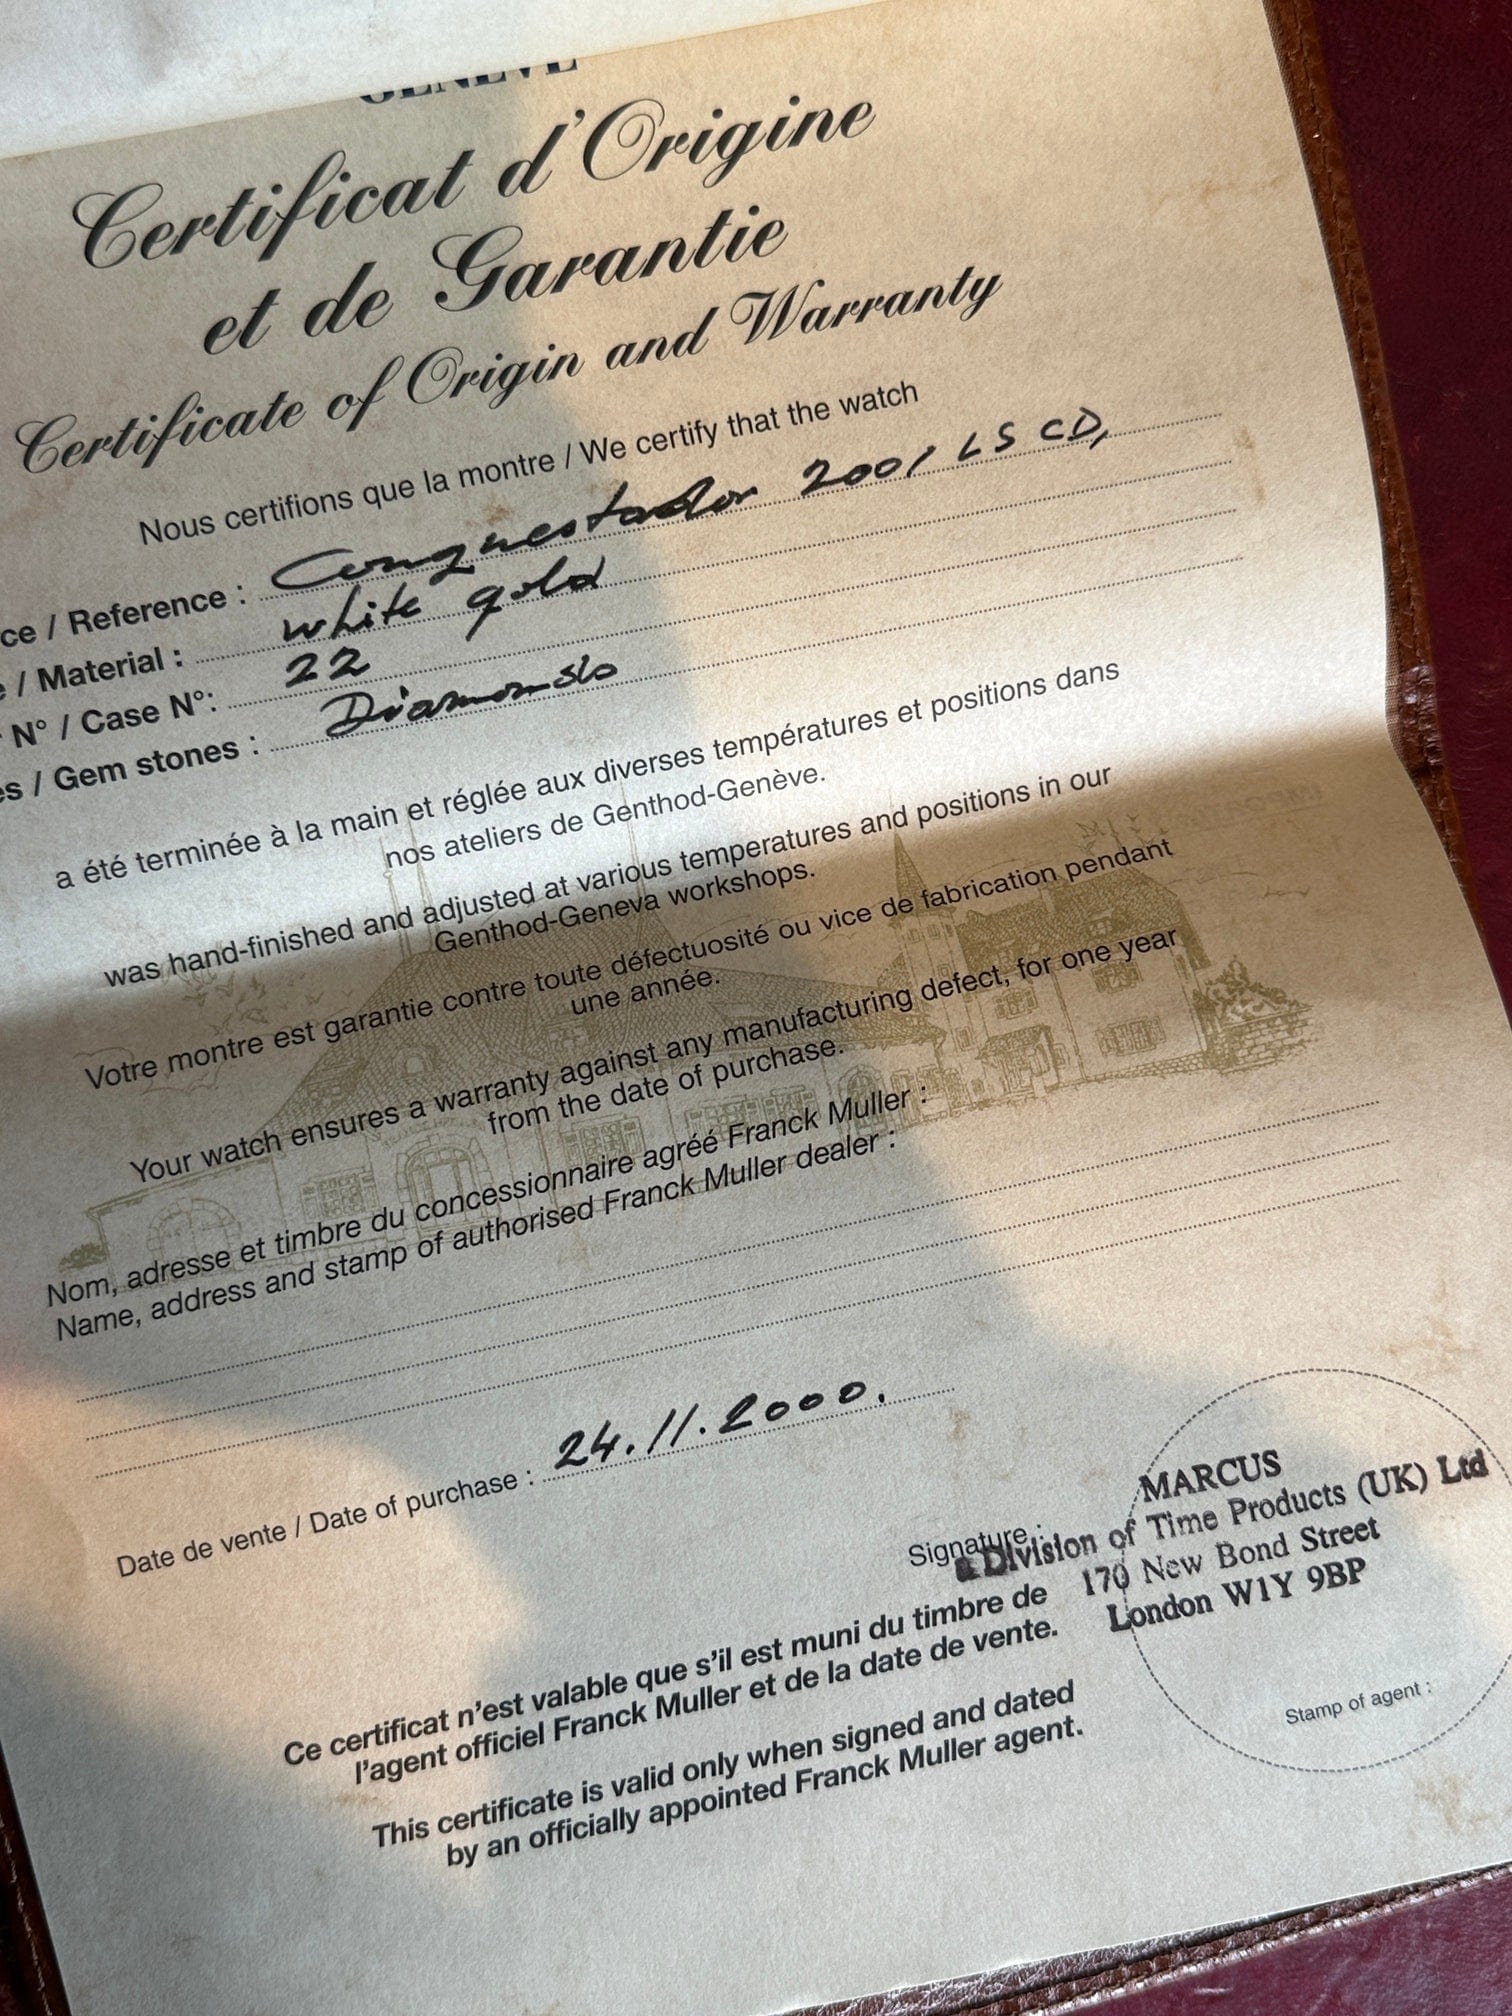 GENEVE
Certificat d'Origine
et de Garantie
Certificate of Origin and Warranty
Nous certifions que la montre / We certify that the watch
ce / Reference : Conquestador 2001 LS CD,
/ Material : white gold
N° / Case N°: 22
es / Gem stones : Diamonds
a été terminée à la main et réglée aux diverses températures et positions dans
nos ateliers de Genthod-Genève.
was hand-finished and adjusted at various temperatures and positions in our
Genthod-Geneva workshops.
Votre montre est garantie contre toute défectuosité ou vice de fabrication pendant
une année.
Your watch ensures a warranty against any manufacturing defect, for one year
from the date of purchase.
Nom, adresse et timbre du concessionnaire agréé Franck Muller :
Name, address and stamp of authorised Franck Muller dealer :
Date de vente / Date of purchase : 24.11.2000.
Signature :
MARCUS
a Division of Time Products (UK) Ltd
170 New Bond Street
London W1Y 9BP
Stamp of agent :
Ce certificat n'est valable que s'il est muni du timbre de
l'agent officiel Franck Muller et de la date de vente.
This certificate is valid only when signed and dated
by an officially appointed Franck Muller agent.